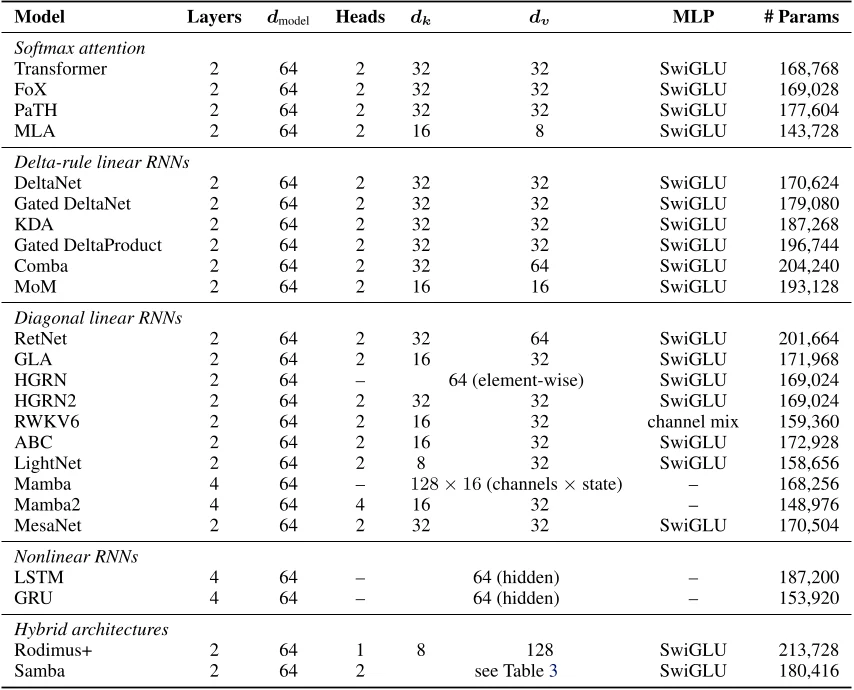 Model Layers d_model Heads d_k d_v MLP # Params
Softmax attention
Transformer 2 64 2 32 32 SwiGLU 168,768
FoX 2 64 2 32 32 SwiGLU 169,028
PaTH 2 64 2 32 32 SwiGLU 177,604
MLA 2 64 2 16 8 SwiGLU 143,728
Delta-rule linear RNNs
DeltaNet 2 64 2 32 32 SwiGLU 170,624
Gated DeltaNet 2 64 2 32 32 SwiGLU 179,080
KDA 2 64 2 32 32 SwiGLU 187,268
Gated DeltaProduct 2 64 2 32 32 SwiGLU 196,744
Comba 2 64 2 32 64 SwiGLU 204,240
MoM 2 64 2 16 16 SwiGLU 193,128
Diagonal linear RNNs
RetNet 2 64 2 32 64 SwiGLU 201,664
GLA 2 64 2 16 32 SwiGLU 171,968
HGRN 2 64 – 64 (element-wise) SwiGLU 169,024
HGRN2 2 64 2 32 32 SwiGLU 169,024
RWKV6 2 64 2 16 32 channel mix 159,360
ABC 2 64 2 16 32 SwiGLU 172,928
LightNet 2 64 2 8 32 SwiGLU 158,656
Mamba 4 64 – 128 × 16 (channels × state) – 168,256
Mamba2 4 64 4 16 32 – 148,976
MesaNet 2 64 2 32 32 SwiGLU 170,504
Nonlinear RNNs
LSTM 4 64 – 64 (hidden) – 187,200
GRU 4 64 – 64 (hidden) – 153,920
Hybrid architectures
Rodimus+ 2 64 1 8 128 SwiGLU 213,728
Samba 2 64 2 see Table 3 SwiGLU 180,416